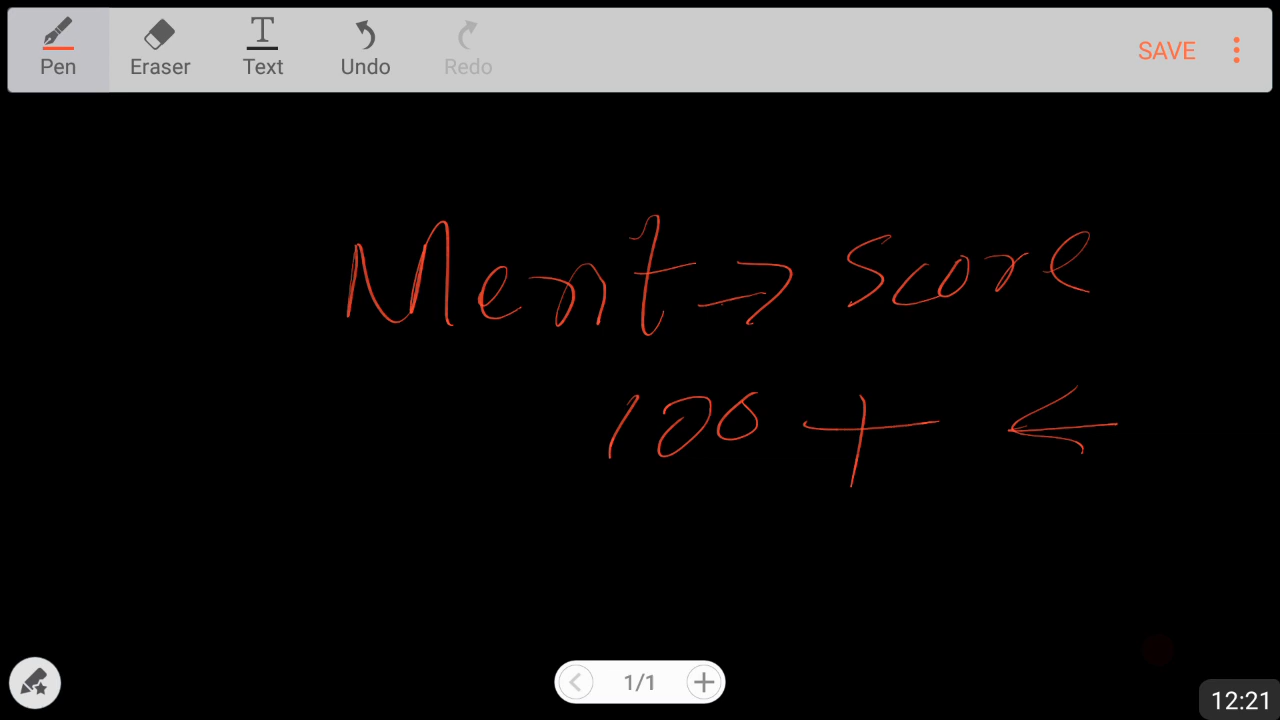 Pen Eraser Text Undo Redo SAVE
Merit → Score
100 + ←
1/1
12:21